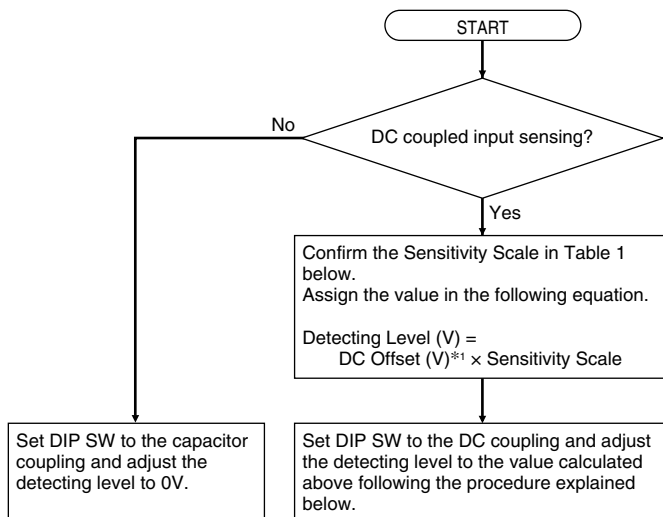 START
DC coupled input sensing?
No
Yes
Confirm the Sensitivity Scale in Table 1
below.
Assign the value in the following equation.
Detecting Level (V) =
DC Offset (V)*1 × Sensitivity Scale
Set DIP SW to the capacitor
coupling and adjust the
detecting level to 0V.
Set DIP SW to the DC coupling and adjust
the detecting level to the value calculated
above following the procedure explained
below.